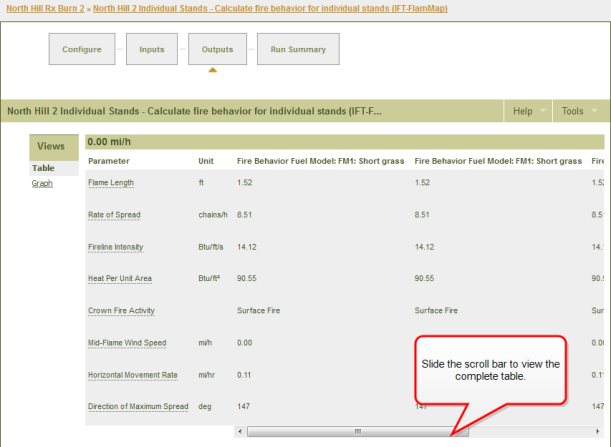 North Hill Rx Burn 2 » North Hill 2 Individual Stands - Calculate fire behavior for individual stands (IFT-FlamMap)
Configure Inputs Outputs Run Summary
North Hill 2 Individual Stands - Calculate fire behavior for individual stands (IFT-F... Help Tools
Views
Table
Graph
0.00 mi/h
Parameter Unit Fire Behavior Fuel Model: FM1: Short grass Fire Behavior Fuel Model: FM1: Short grass Fire
Flame Length ft 1.52 1.52 1.52
Rate of Spread chains/h 8.51 8.51 8.5
Fireline Intensity Btu/ft/s 14.12 14.12 14.
Heat Per Unit Area Btu/ft² 90.55 90.55 90.
Crown Fire Activity Surface Fire Surface Fire Sur
Mid-Flame Wind Speed mi/h 0.00 0.00
Horizontal Movement Rate mi/hr 0.11 0.1
Direction of Maximum Spread deg 147 147 147
Slide the scroll bar to view the
complete table.